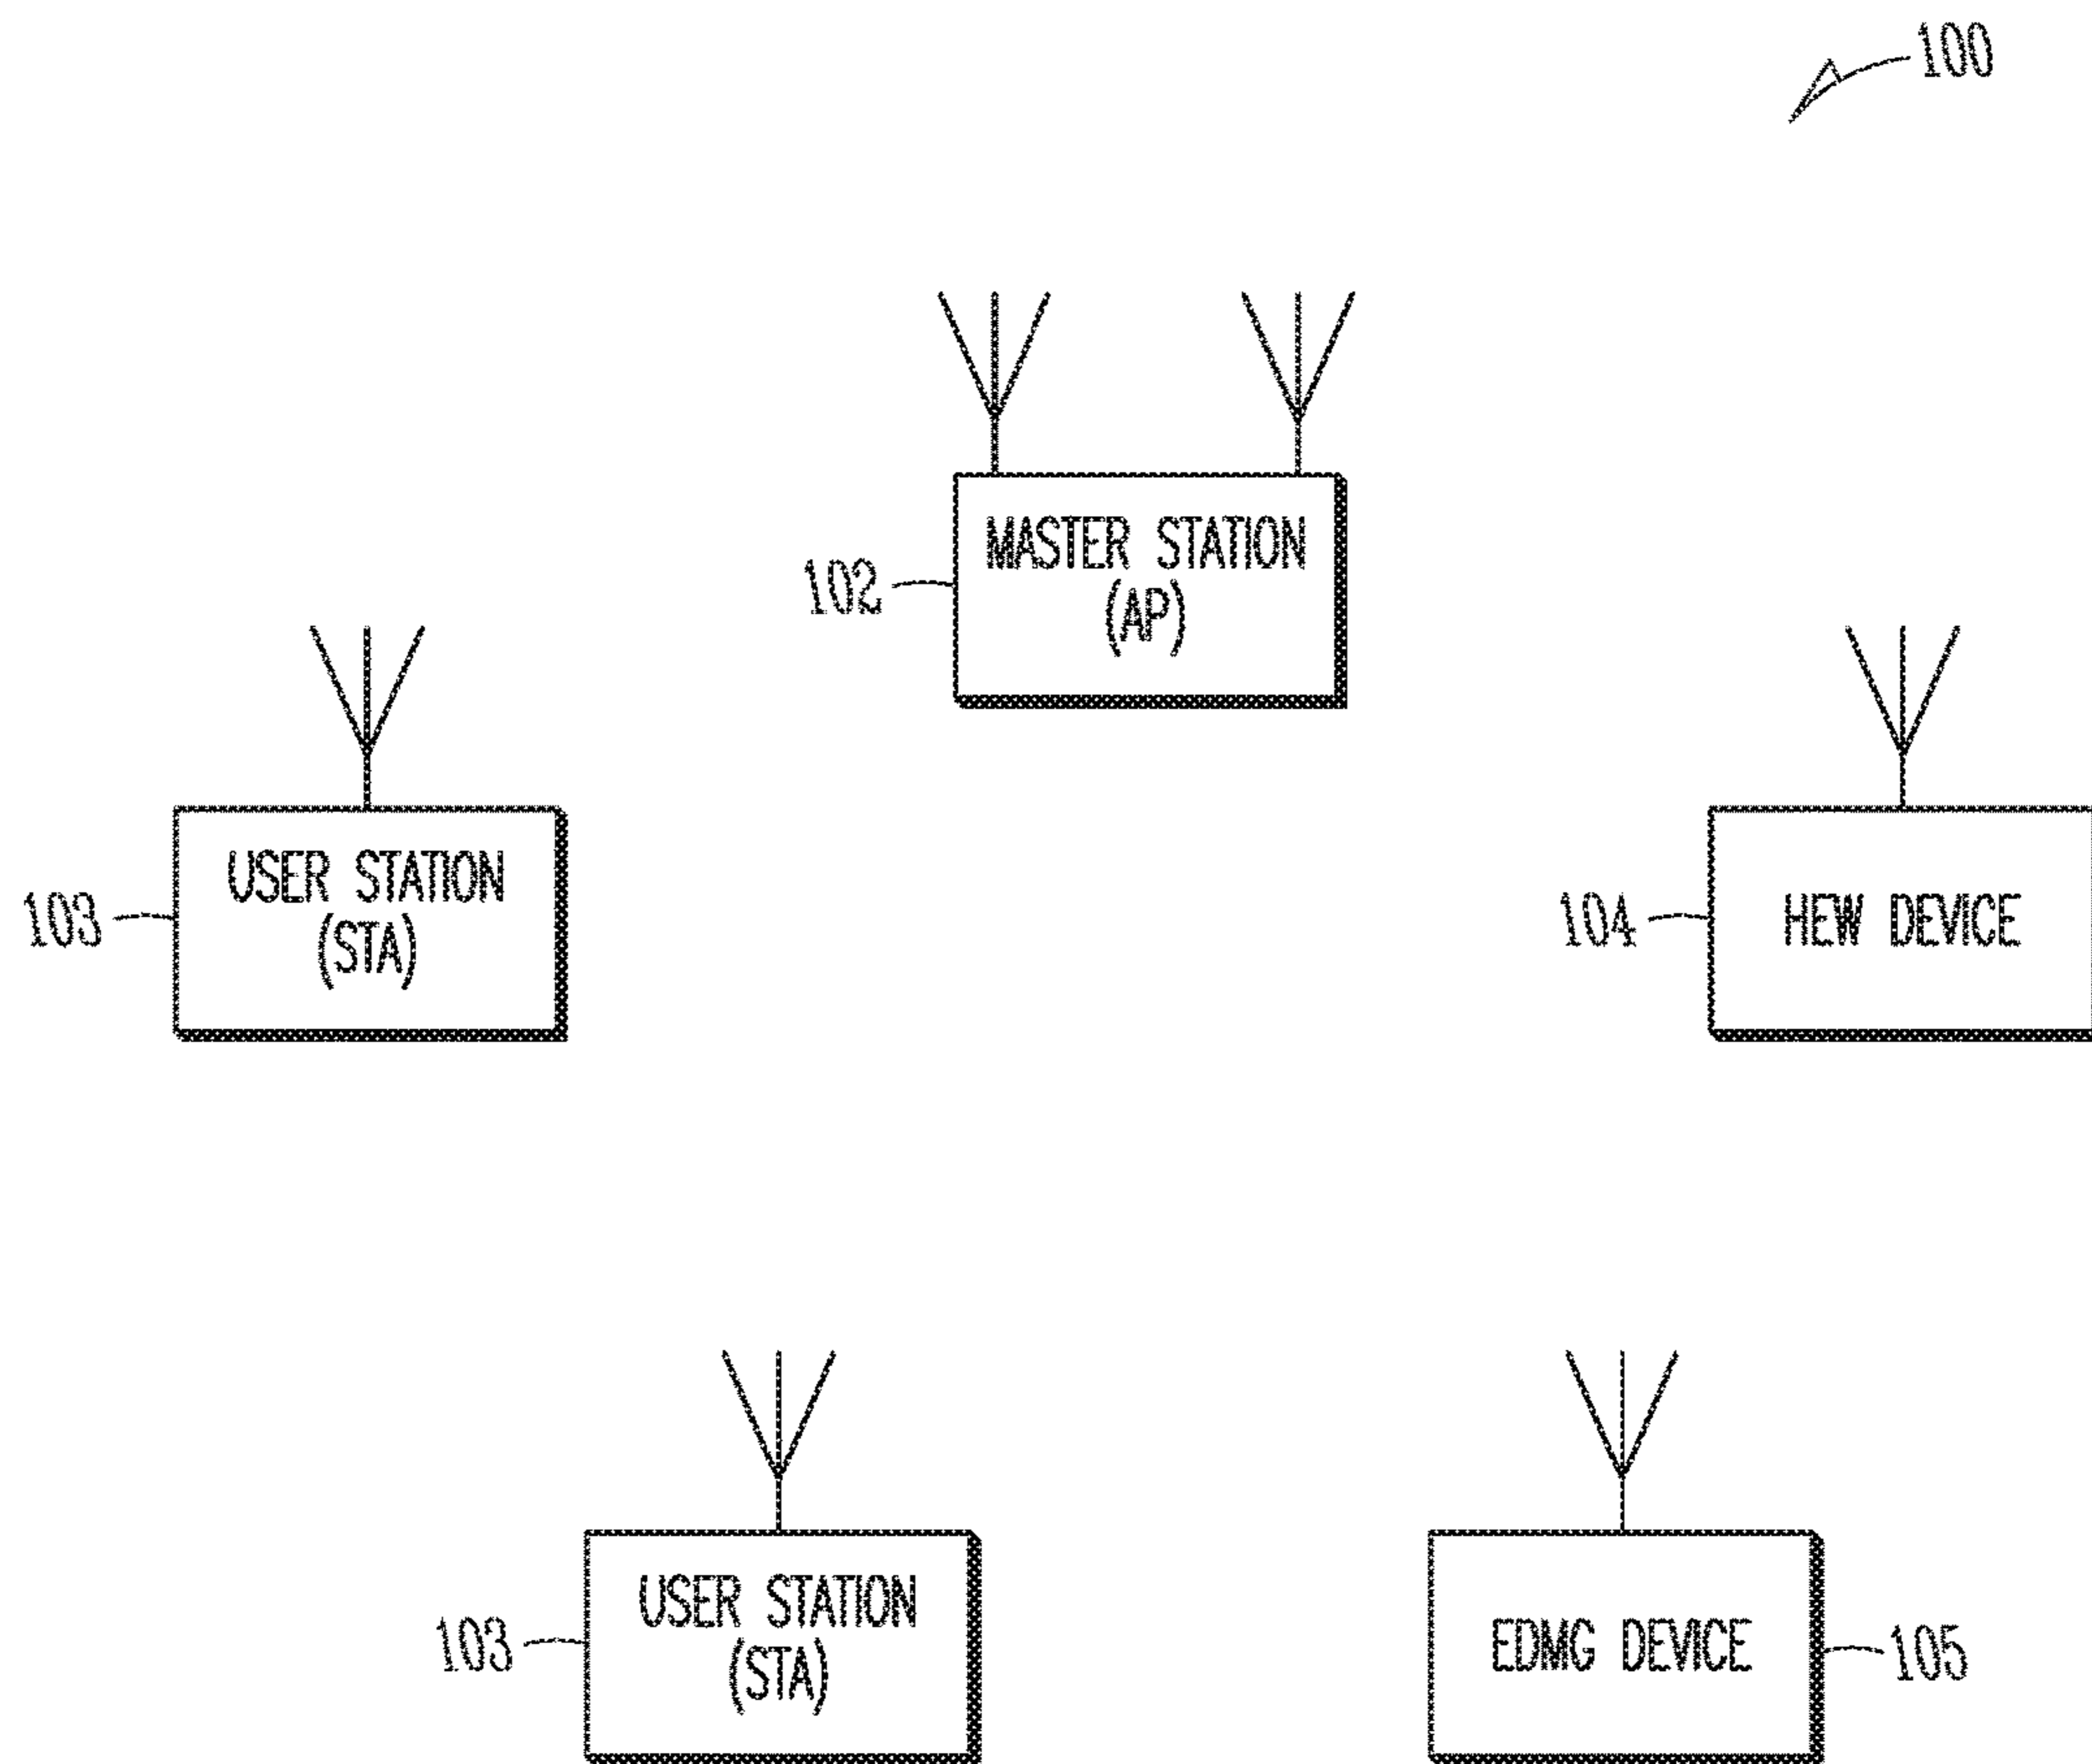 100
MASTER STATION
(AP)
102
USER STATION
(STA)
103
HEW DEVICE
104
USER STATION
(STA)
103
EDMG DEVICE
105